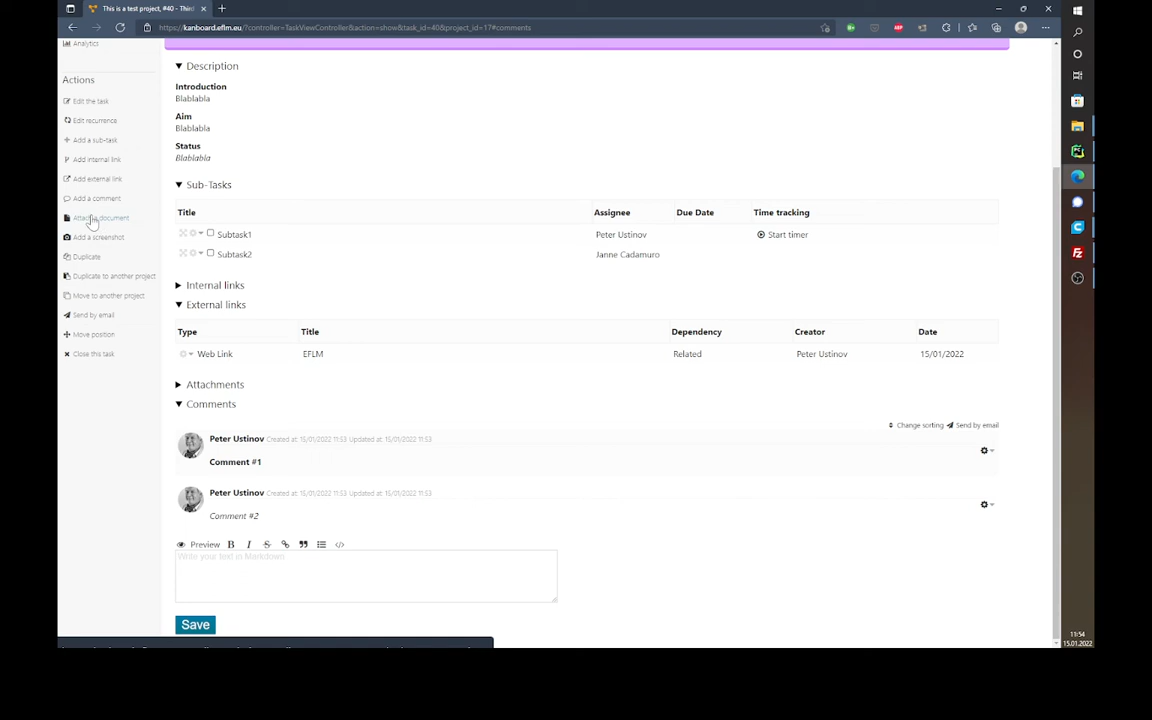 This is a test project, #40 - Third
https://kanboard.eflm.eu/?controller=TaskViewController&action=show&task_id=40&project_id=17#comments
Analytics
Actions
Edit the task
Edit recurrence
Add a sub-task
Add internal link
Add external link
Add a comment
Attach a document
Add a screenshot
Duplicate
Duplicate to another project
Move to another project
Send by email
Move position
Close this task
Description
Introduction
Blablabla
Aim
Blablabla
Status
Blablabla
Sub-Tasks
Title Assignee Due Date Time tracking
Subtask1 Peter Ustinov Start timer
Subtask2 Janne Cadamuro
Internal links
External links
Type Title Dependency Creator Date
Web Link EFLM Related Peter Ustinov 15/01/2022
Attachments
Comments
Change sorting Send by email
Peter Ustinov Created at: 15/01/2022 11:53 Updated at: 15/01/2022 11:53
Comment #1
Peter Ustinov Created at: 15/01/2022 11:53 Updated at: 15/01/2022 11:53
Comment #2
Preview B I S </>
Write your text in Markdown
Save
11:54
15.01.2022